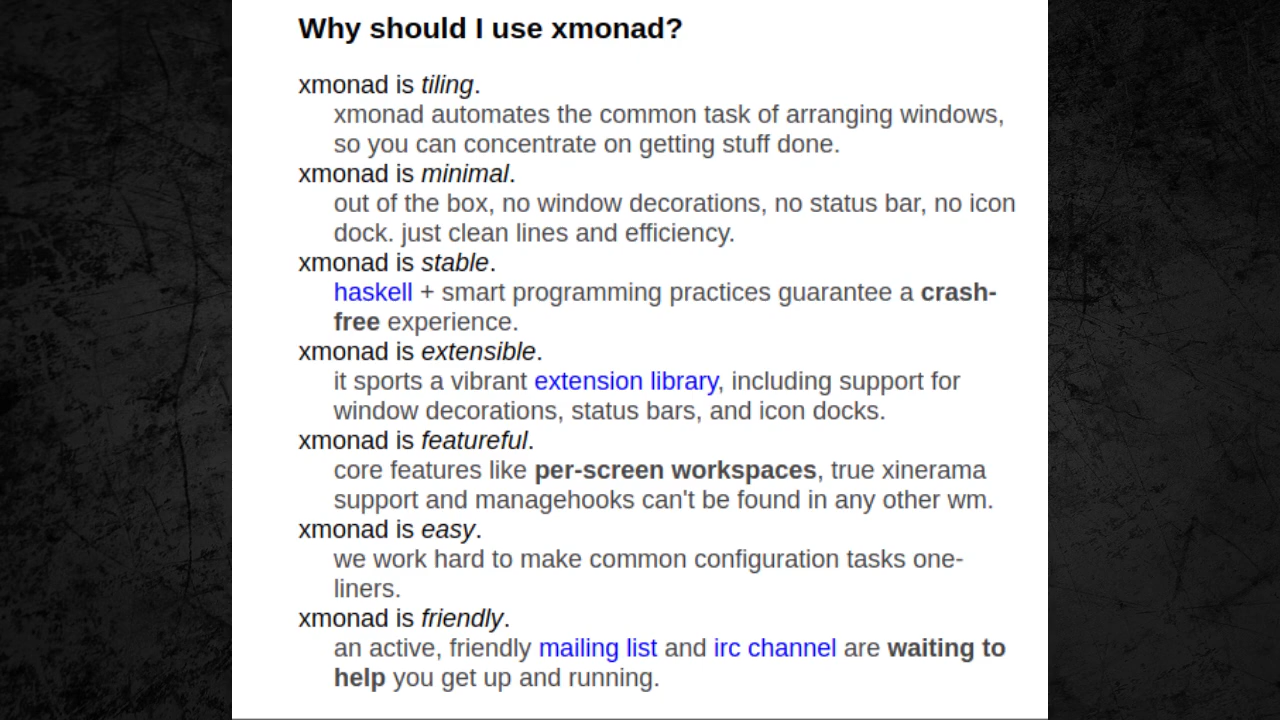 Why should I use xmonad?
xmonad is tiling.
xmonad automates the common task of arranging windows,
so you can concentrate on getting stuff done.
xmonad is minimal.
out of the box, no window decorations, no status bar, no icon
dock. just clean lines and efficiency.
xmonad is stable.
haskell + smart programming practices guarantee a crash-
free experience.
xmonad is extensible.
it sports a vibrant extension library, including support for
window decorations, status bars, and icon docks.
xmonad is featureful.
core features like per-screen workspaces, true xinerama
support and managehooks can't be found in any other wm.
xmonad is easy.
we work hard to make common configuration tasks one-
liners.
xmonad is friendly.
an active, friendly mailing list and irc channel are waiting to
help you get up and running.